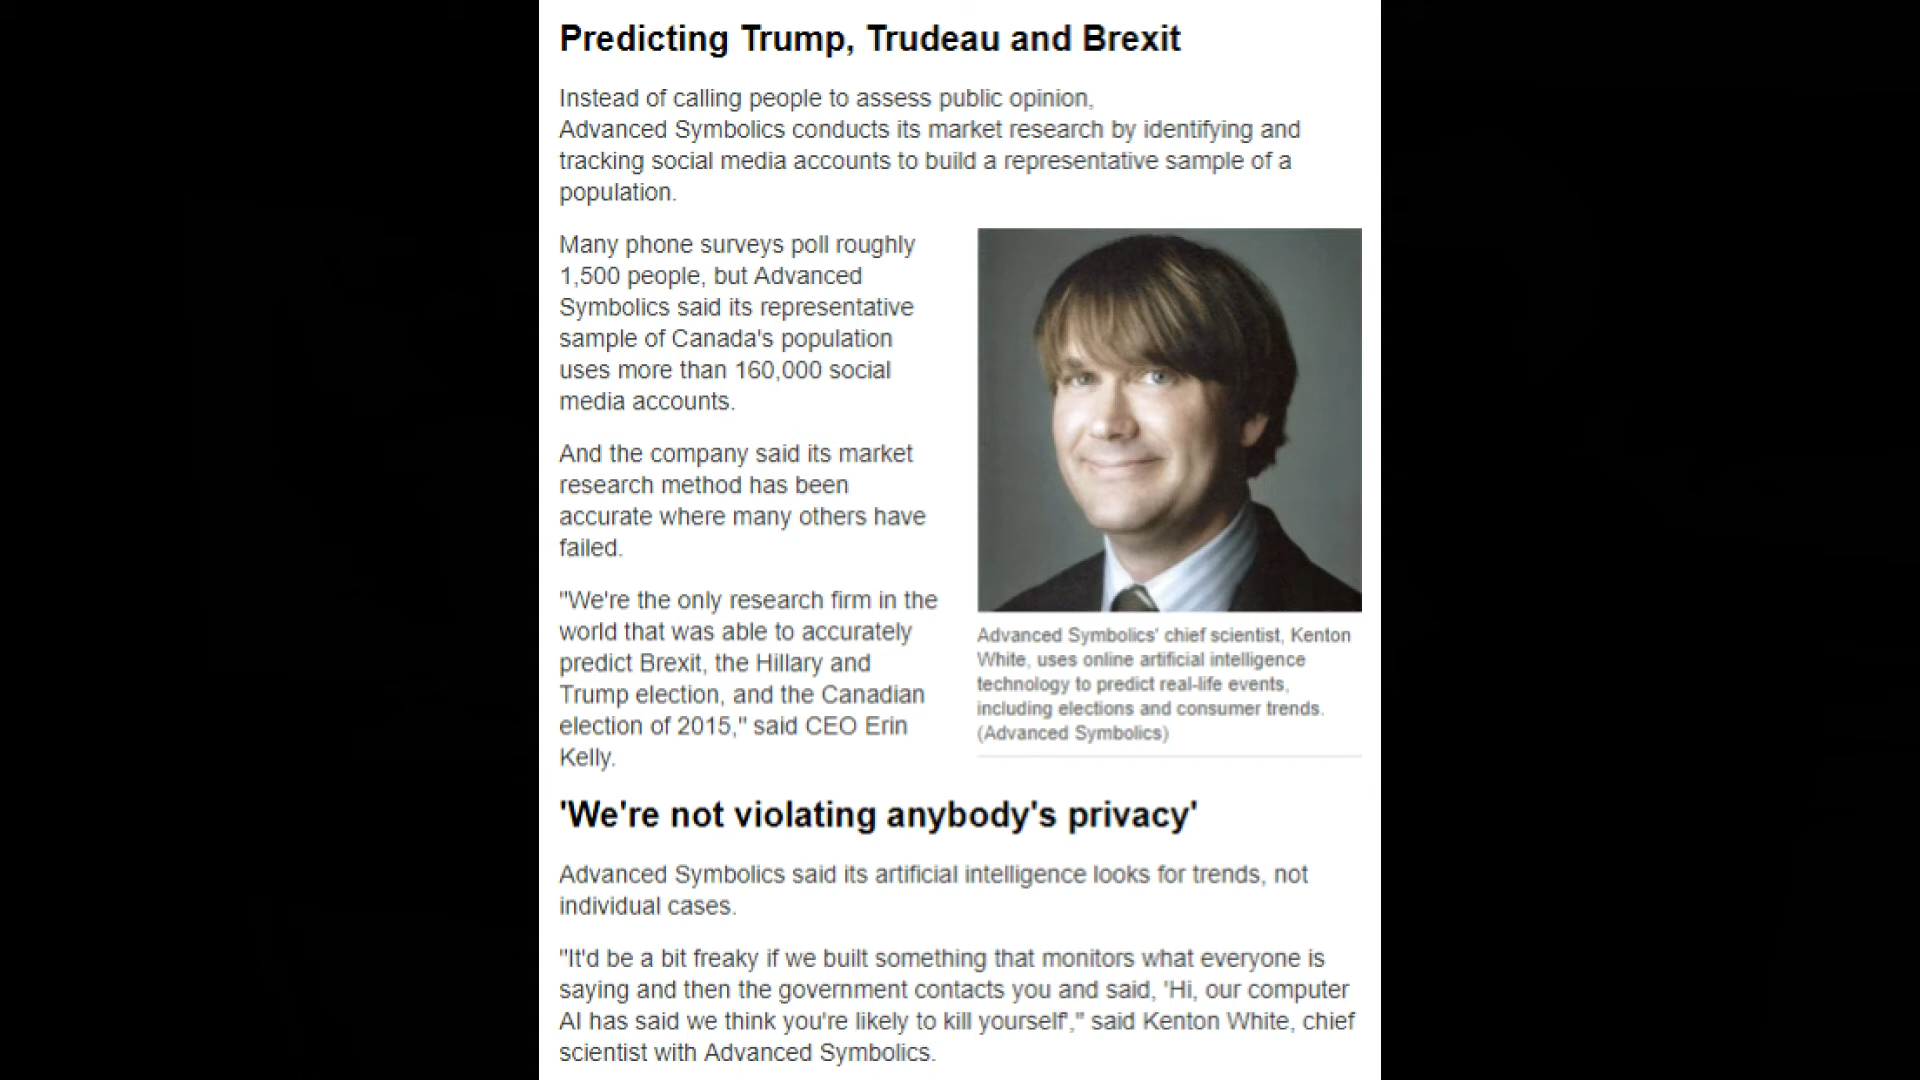 Predicting Trump, Trudeau and Brexit
Instead of calling people to assess public opinion,
Advanced Symbolics conducts its market research by identifying and
tracking social media accounts to build a representative sample of a
population.
Many phone surveys poll roughly
1,500 people, but Advanced
Symbolics said its representative
sample of Canada's population
uses more than 160,000 social
media accounts.
And the company said its market
research method has been
accurate where many others have
failed.
"We're the only research firm in the
world that was able to accurately
predict Brexit, the Hillary and
Trump election, and the Canadian
election of 2015," said CEO Erin
Kelly.
Advanced Symbolics' chief scientist, Kenton
White, uses online artificial intelligence
technology to predict real-life events,
including elections and consumer trends.
(Advanced Symbolics)
'We're not violating anybody's privacy'
Advanced Symbolics said its artificial intelligence looks for trends, not
individual cases.
"It'd be a bit freaky if we built something that monitors what everyone is
saying and then the government contacts you and said, 'Hi, our computer
AI has said we think you're likely to kill yourself'," said Kenton White, chief
scientist with Advanced Symbolics.